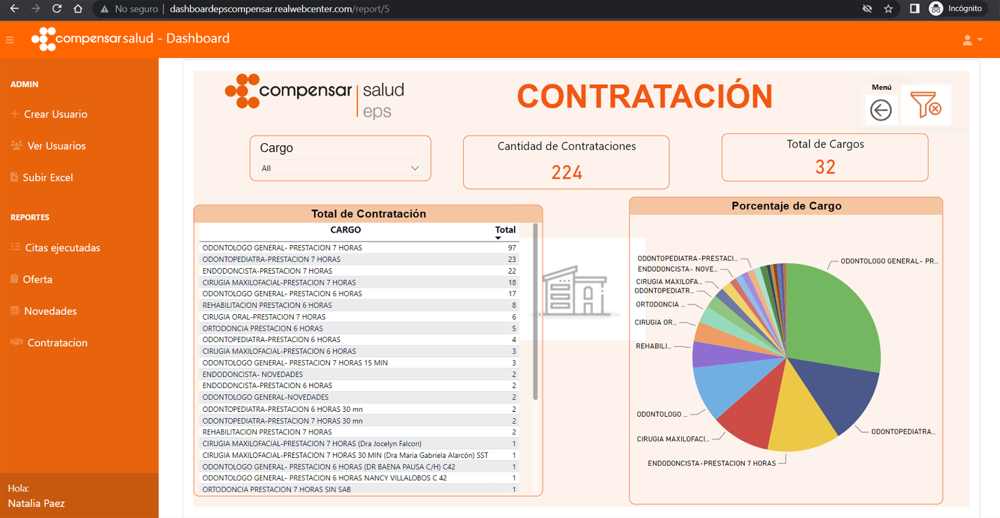 No seguro | dashboardepscompensar.realwebcenter.com/report/5
Incógnito
compensar salud - Dashboard
ADMIN
Crear Usuario
Ver Usuarios
Subir Excel
REPORTES
Citas ejecutadas
Oferta
Novedades
Contratacion
Hola:
Natalia Paez
compensar salud
eps
CONTRATACIÓN
Menú
Cargo
All
Cantidad de Contrataciones
224
Total de Cargos
32
Total de Contratación
CARGO Total
ODONTOLOGO GENERAL- PRESTACION 7 HORAS 97
ODONTOPEDIATRA-PRESTACION 7 HORAS 23
ENDODONCISTA-PRESTACION 7 HORAS 22
CIRUGIA MAXILOFACIAL-PRESTACION 7 HORAS 18
ODONTOLOGO GENERAL- PRESTACION 6 HORAS 17
REHABILITACION PRESTACION 6 HORAS 8
CIRUGIA ORAL-PRESTACION 7 HORAS 6
ORTODONCIA PRESTACION 6 HORAS 5
ODONTOPEDIATRA-PRESTACION 6 HORAS 4
CIRUGIA MAXILOFACIAL-PRESTACION 6 HORAS 3
ODONTOLOGO GENERAL- PRESTACION 7 HORAS 15 MIN 3
ENDODONCISTA- NOVEDADES 2
ENDODONCISTA-PRESTACION 6 HORAS 2
ODONTOLOGO GENERAL-NOVEDADES 2
ODONTOPEDIATRA-PRESTACION 6 HORAS 30 mn 2
ODONTOPEDIATRA-PRESTACION 7 HORAS 30 mn 2
REHABILITACION PRESTACION 7 HORAS 2
CIRUGIA MAXILOFACIAL-PRESTACION 7 HORAS (Dra Jocelyn Falcon) 1
CIRUGIA MAXILOFACIAL-PRESTACION 7 HORAS 30 MIN (Dra Maria Gabriela Alarcón) SST 1
ODONTOLOGO GENERAL- PRESTACION 6 HORAS (DR BAENA PAUSA C/H) C42 1
ODONTOLOGO GENERAL- PRESTACION 6 HORAS NANCY VILLALOBOS C 42 1
ORTODONCIA PRESTACION 7 HORAS SIN SAB 1
Porcentaje de Cargo
ODONTOPEDIATRA-PRESTACI...
ENDODONCISTA- NOVE...
CIRUGIA MAXILOFA...
ODONTOPEDIATR...
ORTODONCIA ...
CIRUGIA OR...
REHABILI...
ODONTOLOGO ...
CIRUGIA MAXILOFACI...
ENDODONCISTA-PRESTACION 7 HORAS
ODONTOLOGO GENERAL- PR...
ODONTOPEDIATRA...